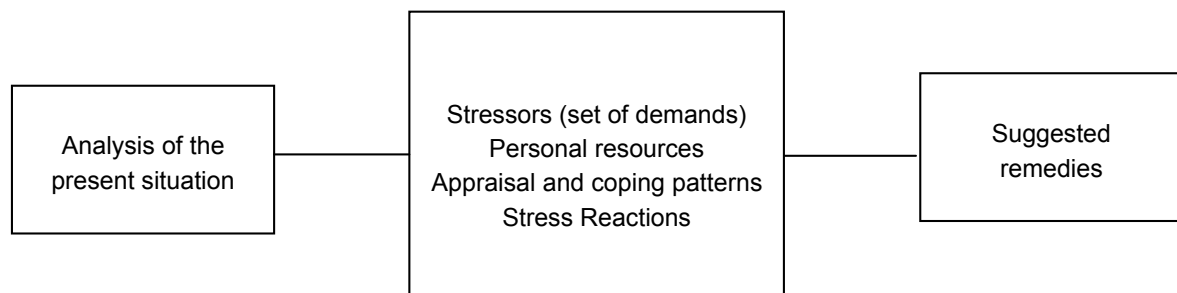 Analysis of the
present situation
Stressors (set of demands)
Personal resources
Appraisal and coping patterns
Stress Reactions
Suggested
remedies